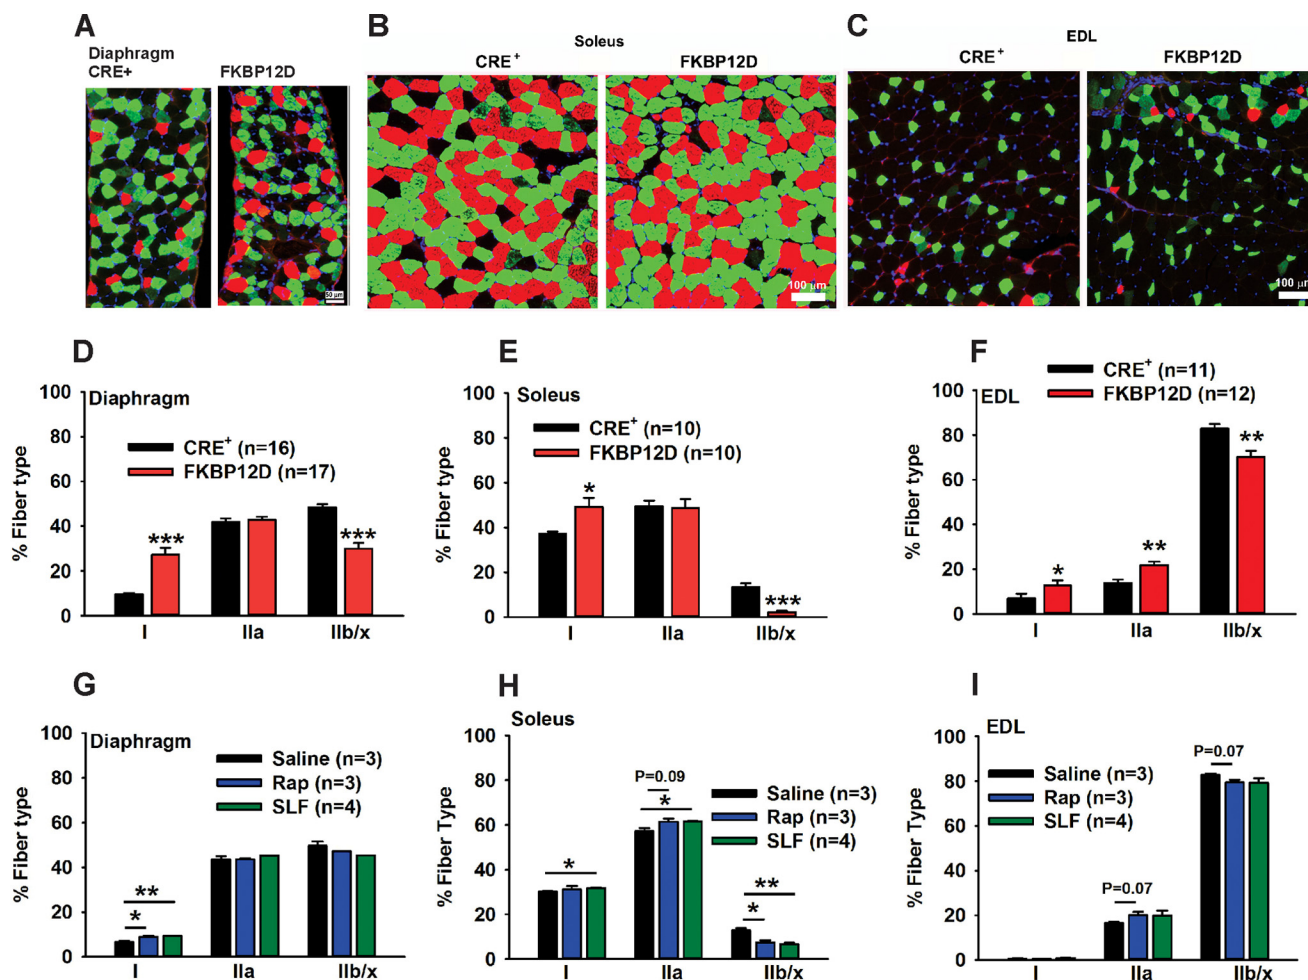 A
Diaphragm
CRE+
FKBP12D
50 μm
B
Soleus
CRE+
FKBP12D
100 μm
C
EDL
CRE+
FKBP12D
100 μm
D
Diaphragm
CRE+ (n=16)
FKBP12D (n=17)
% Fiber type
100
80
60
40
20
0
***
***
I
IIa
IIb/x
E
Soleus
CRE+ (n=10)
FKBP12D (n=10)
% Fiber type
100
80
60
40
20
0
*
***
I
IIa
IIb/x
F
CRE+ (n=11)
FKBP12D (n=12)
EDL
% Fiber type
100
80
60
40
20
0
*
**
**
I
IIa
IIb/x
G
Diaphragm
Saline (n=3)
Rap (n=3)
SLF (n=4)
% Fiber type
100
80
60
40
20
0
**
*
I
IIa
IIb/x
H
Soleus
Saline (n=3)
Rap (n=3)
SLF (n=4)
% Fiber Type
100
80
60
40
20
0
*
P=0.09
*
**
*
I
IIa
IIb/x
I
EDL
Saline (n=3)
Rap (n=3)
SLF (n=4)
% Fiber Type
100
80
60
40
20
0
P=0.07
P=0.07
I
IIa
IIb/x